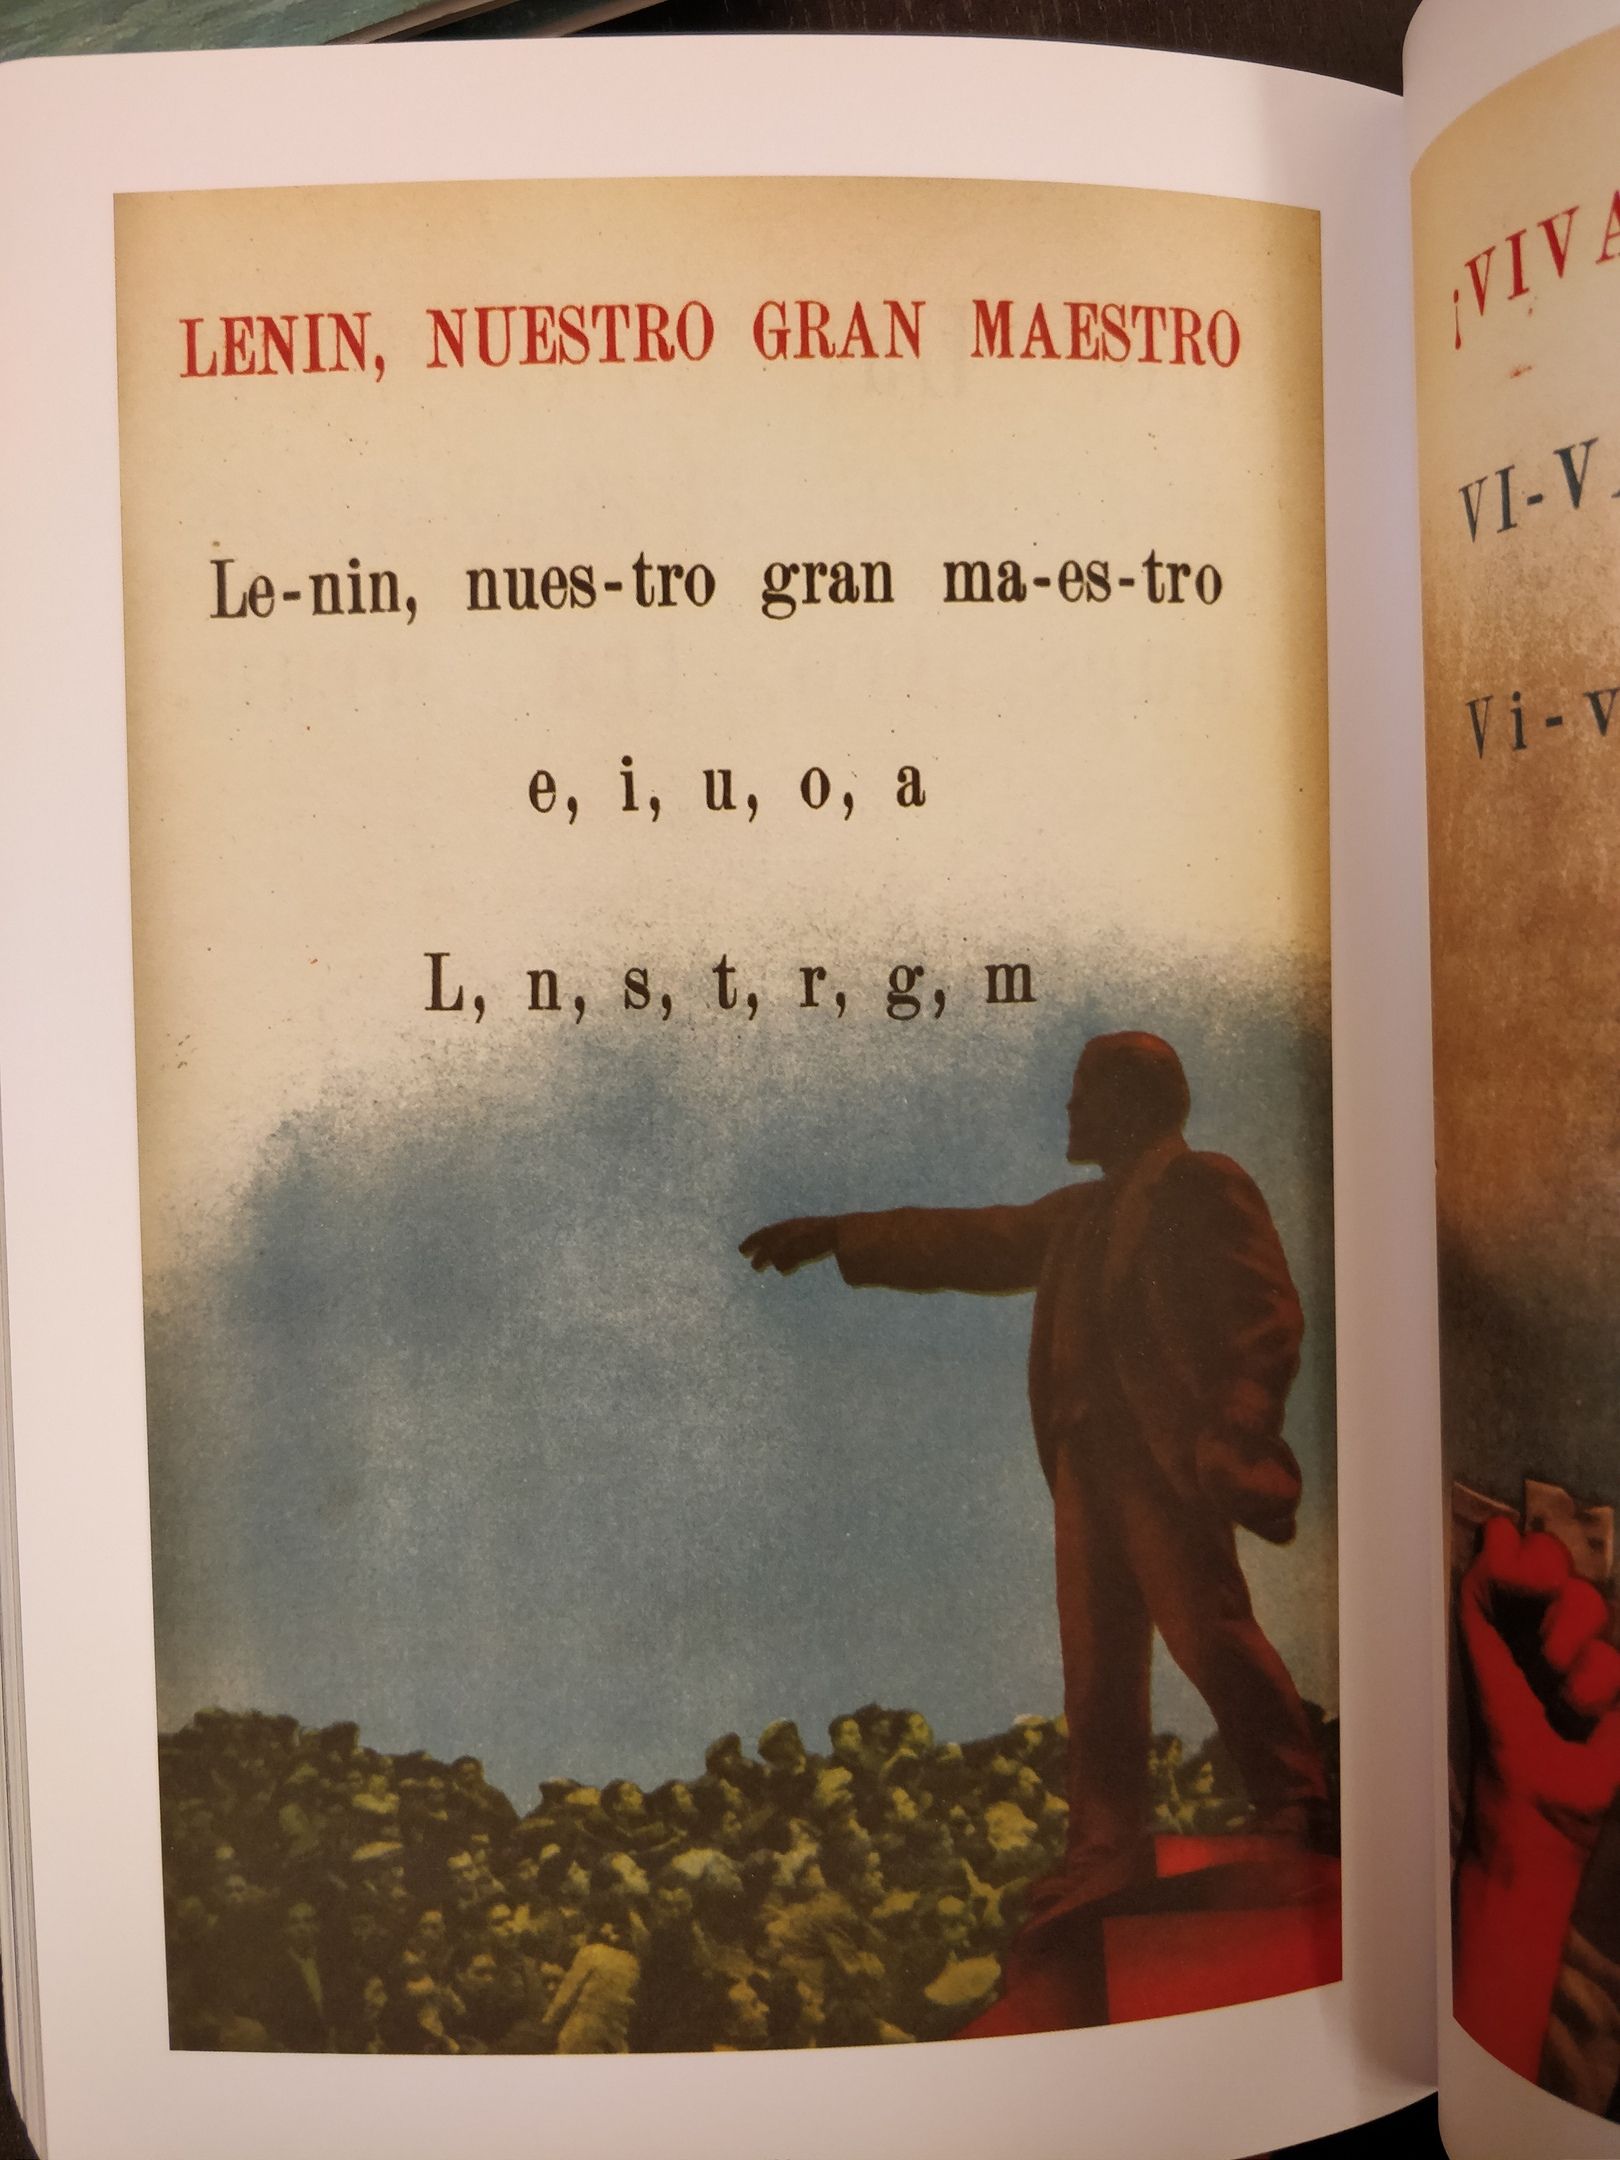 LENIN, NUESTRO GRAN MAESTRO
Le-nin, nues-tro gran ma-es-tro
e, i, u, o, a
L, n, s, t, r, g, m
¡VIVA
VI-V
Vi-v